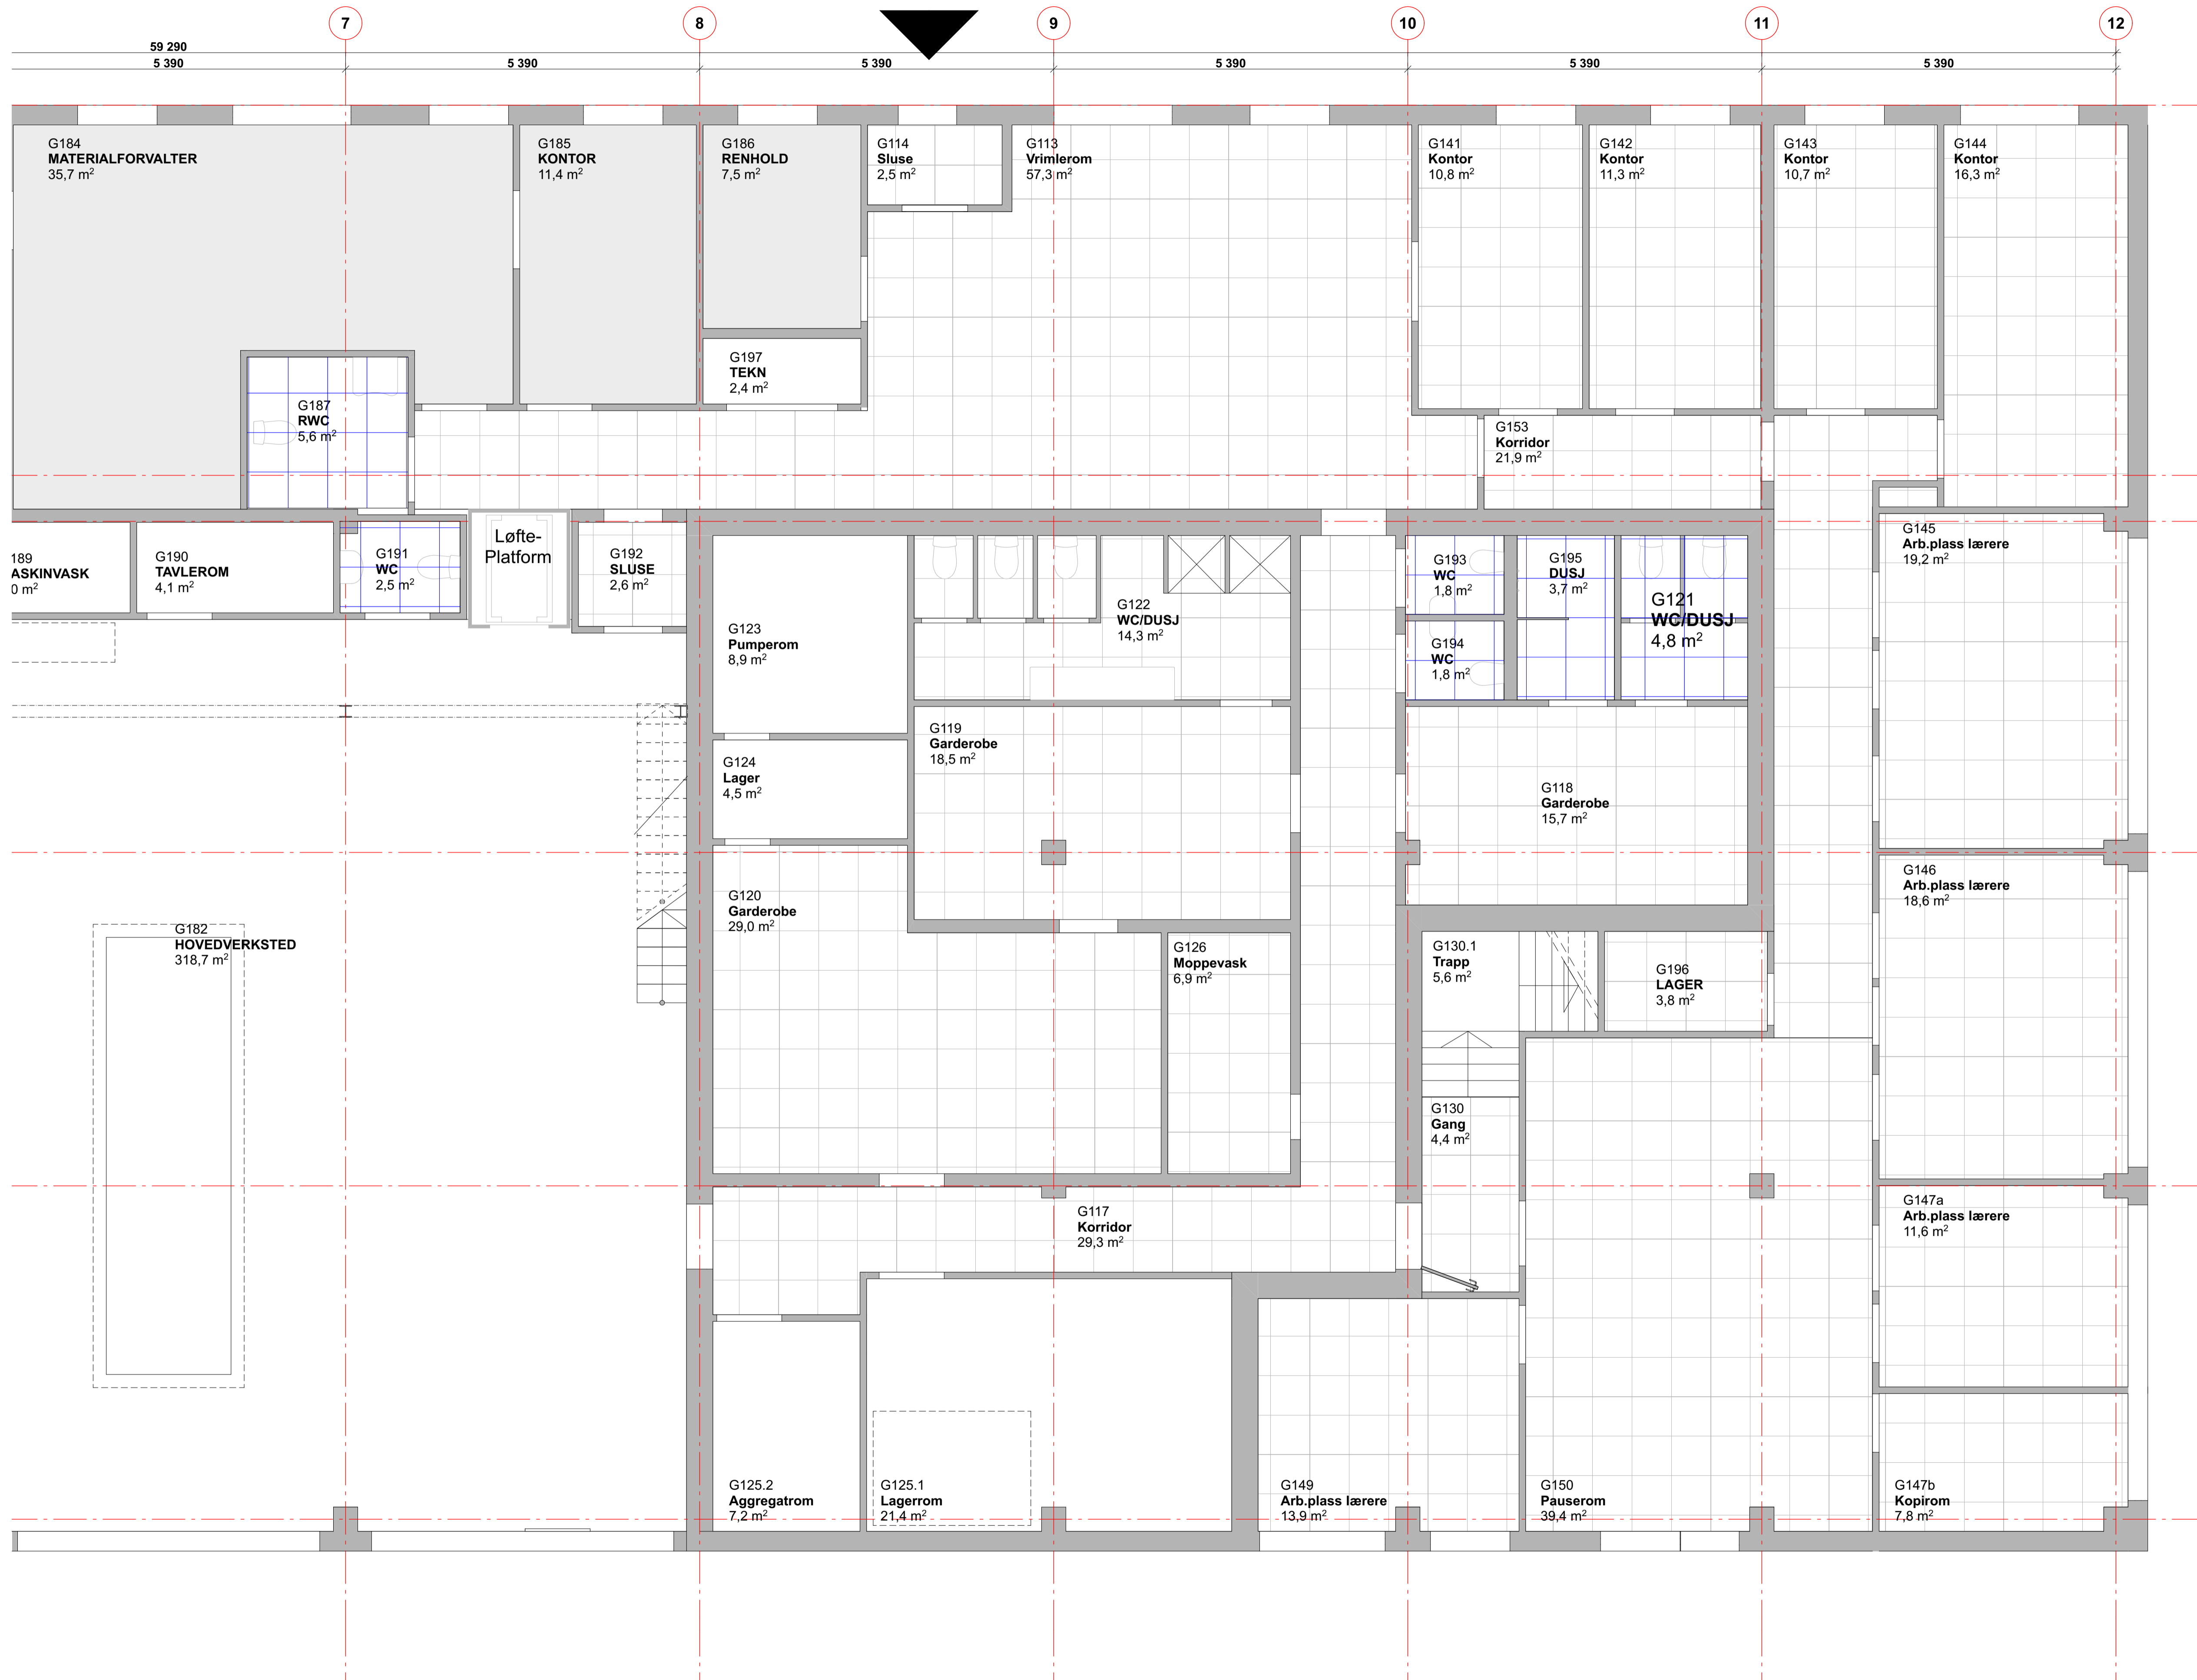 7
8
9
10
11
12
59 290
5 390
5 390
5 390
5 390
5 390
5 390
G184
MATERIALFORVALTER
35,7 m²
G185
KONTOR
11,4 m²
G186
RENHOLD
7,5 m²
G114
Sluse
2,5 m²
G113
Vrimlerom
57,3 m²
G141
Kontor
10,8 m²
G142
Kontor
11,3 m²
G143
Kontor
10,7 m²
G144
Kontor
16,3 m²
G197
TEKN
2,4 m²
G187
RWC
5,6 m²
G153
Korridor
21,9 m²
189
ASKINVASK
0 m²
G190
TAVLEROM
4,1 m²
G191
WC
2,5 m²
Løfte-
Platform
G192
SLUSE
2,6 m²
G123
Pumperom
8,9 m²
G122
WC/DUSJ
14,3 m²
G193
WC
1,8 m²
G195
DUSJ
3,7 m²
G121
WC/DUSJ
4,8 m²
G194
WC
1,8 m²
G145
Arb.plass lærere
19,2 m²
G124
Lager
4,5 m²
G119
Garderobe
18,5 m²
G118
Garderobe
15,7 m²
G120
Garderobe
29,0 m²
G146
Arb.plass lærere
18,6 m²
G182
HOVEDVERKSTED
318,7 m²
G126
Moppevask
6,9 m²
G130.1
Trapp
5,6 m²
G196
LAGER
3,8 m²
G130
Gang
4,4 m²
G117
Korridor
29,3 m²
G147a
Arb.plass lærere
11,6 m²
G125.2
Aggregatrom
7,2 m²
G125.1
Lagerrom
21,4 m²
G149
Arb.plass lærere
13,9 m²
G150
Pauserom
39,4 m²
G147b
Kopirom
7,8 m²